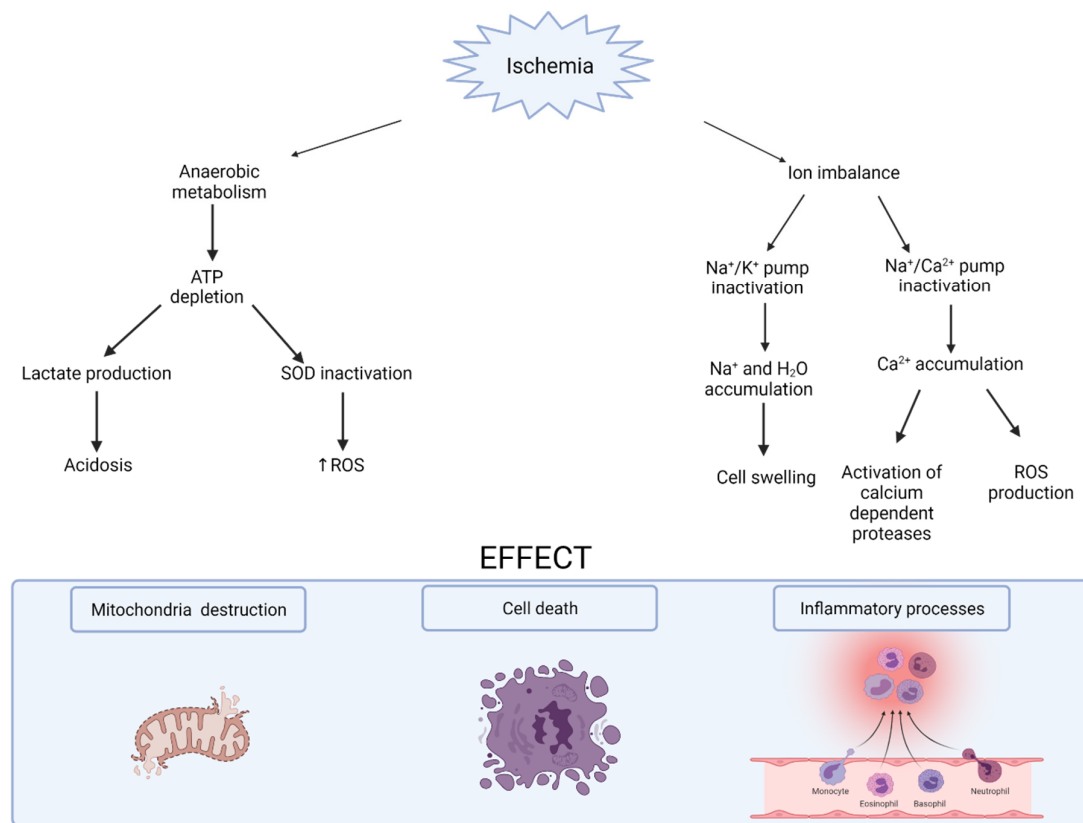 Ischemia
Anaerobic
metabolism
Ion imbalance
ATP
depletion
Na⁺/K⁺ pump
inactivation
Na⁺/Ca²⁺ pump
inactivation
Lactate production
SOD inactivation
Na⁺ and H₂O
accumulation
Ca²⁺ accumulation
Acidosis
↑ROS
Cell swelling
Activation of
calcium
dependent
proteases
ROS
production
EFFECT
Mitochondria destruction
Cell death
Inflammatory processes
Monocyte
Eosinophil
Basophil
Neutrophil